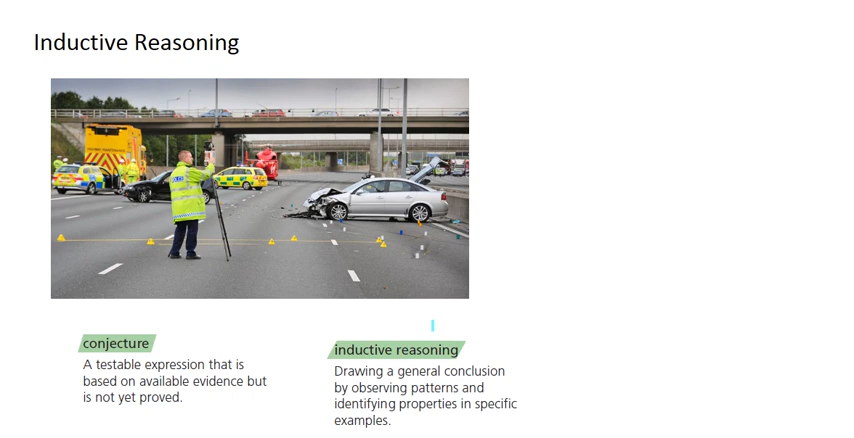 Inductive Reasoning
POLICE
conjecture
A testable expression that is
based on available evidence but
is not yet proved.
inductive reasoning
Drawing a general conclusion
by observing patterns and
identifying properties in specific
examples.